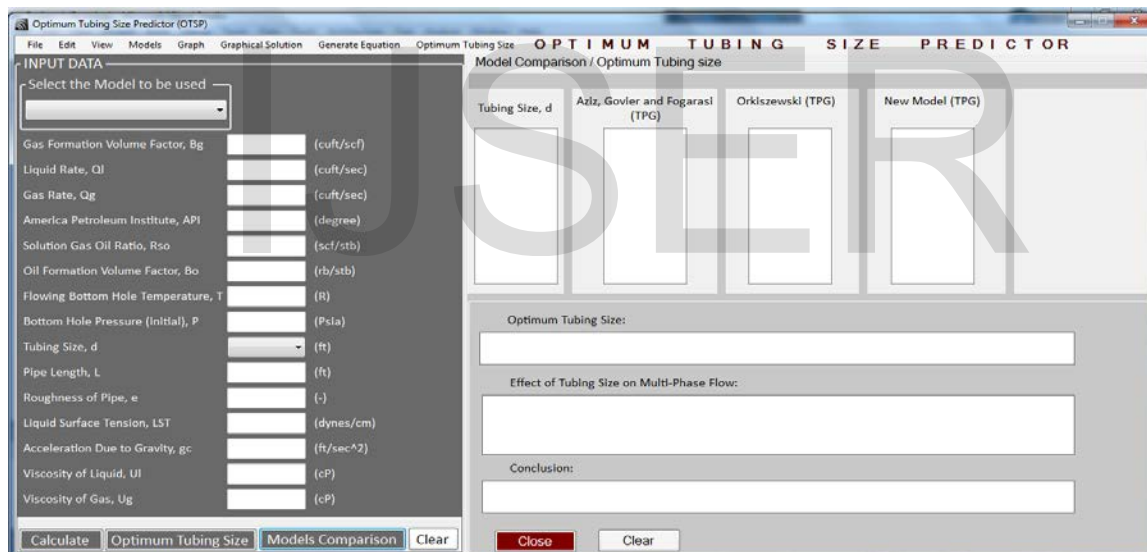 Optimum Tubing Size Predictor (OTSP)
File Edit View Models Graph Graphical Solution Generate Equation Optimum Tubing Size OPTIMUM TUBING SIZE PREDICTOR
INPUT DATA
Select the Model to be used
Gas Formation Volume Factor, Bg (cuft/scf)
Liquid Rate, Ql (cuft/sec)
Gas Rate, Qg (cuft/sec)
America Petroleum Institute, API (degree)
Solution Gas Oil Ratio, Rso (scf/stb)
Oil Formation Volume Factor, Bo (rb/stb)
Flowing Bottom Hole Temperature, T (R)
Bottom Hole Pressure (Initial), P (Psia)
Tubing Size, d (ft)
Pipe Length, L (ft)
Roughness of Pipe, e (-)
Liquid Surface Tension, LST (dynes/cm)
Acceleration Due to Gravity, gc (ft/sec^2)
Viscosity of Liquid, Ul (cP)
Viscosity of Gas, Ug (cP)
Calculate Optimum Tubing Size Models Comparison Clear
Model Comparison / Optimum Tubing size
Tubing Size, d
Aziz, Govier and Fogarasi
(TPG)
Orkiszewski (TPG)
New Model (TPG)
Optimum Tubing Size:
Effect of Tubing Size on Multi-Phase Flow:
Conclusion:
Close Clear
IJSER